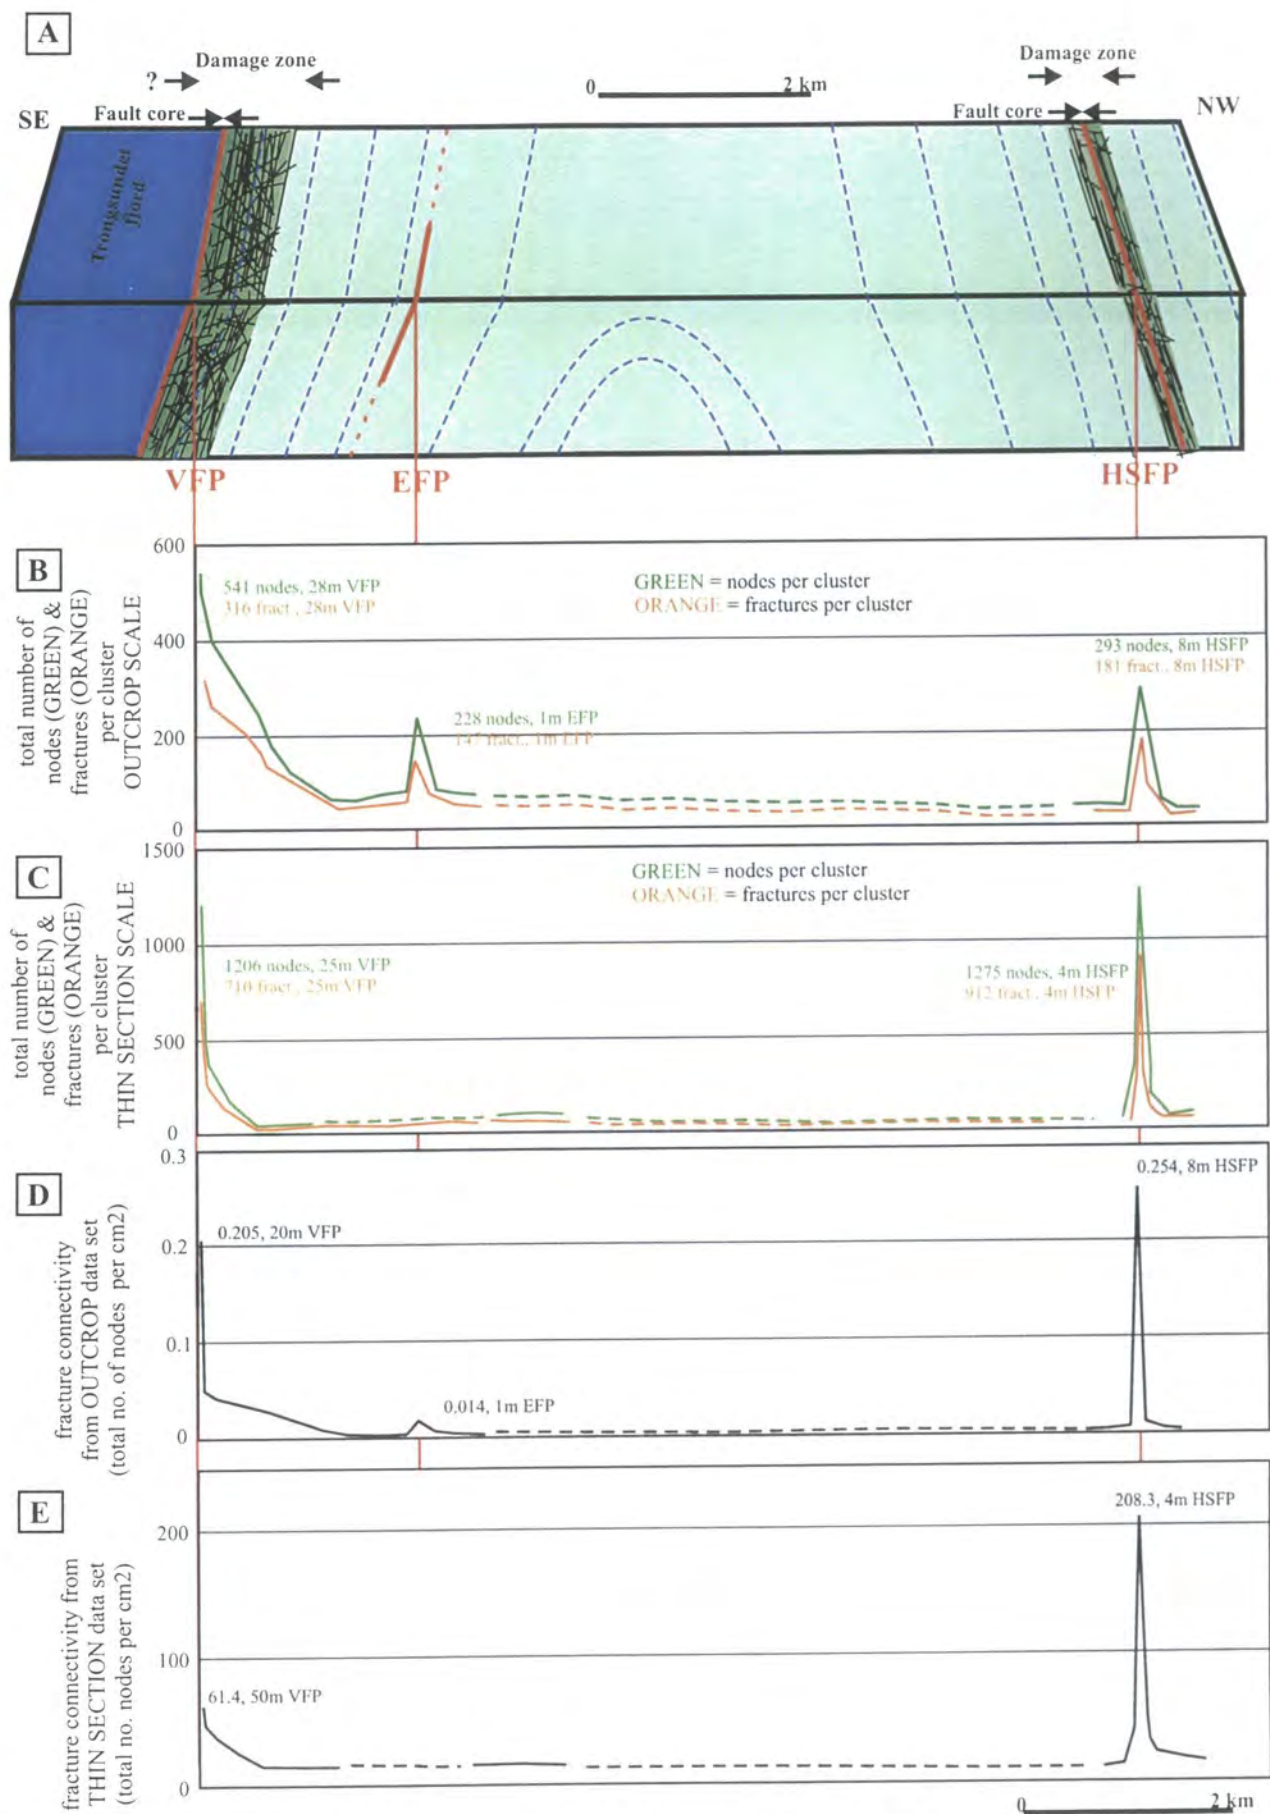 A
Damage zone
Damage zone
?
0
2 km
SE
Fault core
Fault core
NW
Trongsundet
fjord
VFP
EFP
HSFP
B
total number of
nodes (GREEN) &
fractures (ORANGE)
per cluster
OUTCROP SCALE
600
400
200
0
541 nodes, 28m VFP
316 fract., 28m VFP
GREEN = nodes per cluster
ORANGE = fractures per cluster
228 nodes, 1m EFP
147 fract., 1m EFP
293 nodes, 8m HSFP
181 fract., 8m HSFP
C
total number of
nodes (GREEN) &
fractures (ORANGE)
per cluster
THIN SECTION SCALE
1500
1000
500
0
GREEN = nodes per cluster
ORANGE = fractures per cluster
1206 nodes, 25m VFP
710 fract., 25m VFP
1275 nodes, 4m HSFP
912 fract., 4m HSFP
D
fracture connectivity
from OUTCROP data set
(total no. of nodes per cm2)
0.3
0.2
0.1
0
0.205, 20m VFP
0.014, 1m EFP
0.254, 8m HSFP
E
fracture connectivity from
THIN SECTION data set
(total no. nodes per cm2)
200
100
0
61.4, 50m VFP
208.3, 4m HSFP
0
2 km